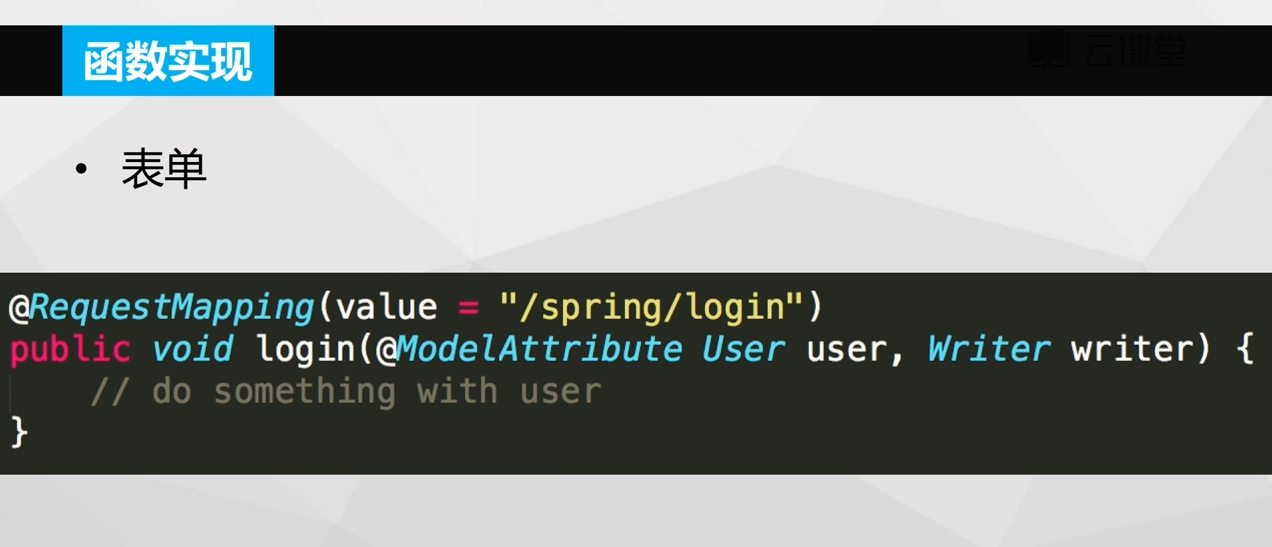 函数实现
云课堂
• 表单
@RequestMapping(value = "/spring/login")
public void login(@ModelAttribute User user, Writer writer) {
    // do something with user
}